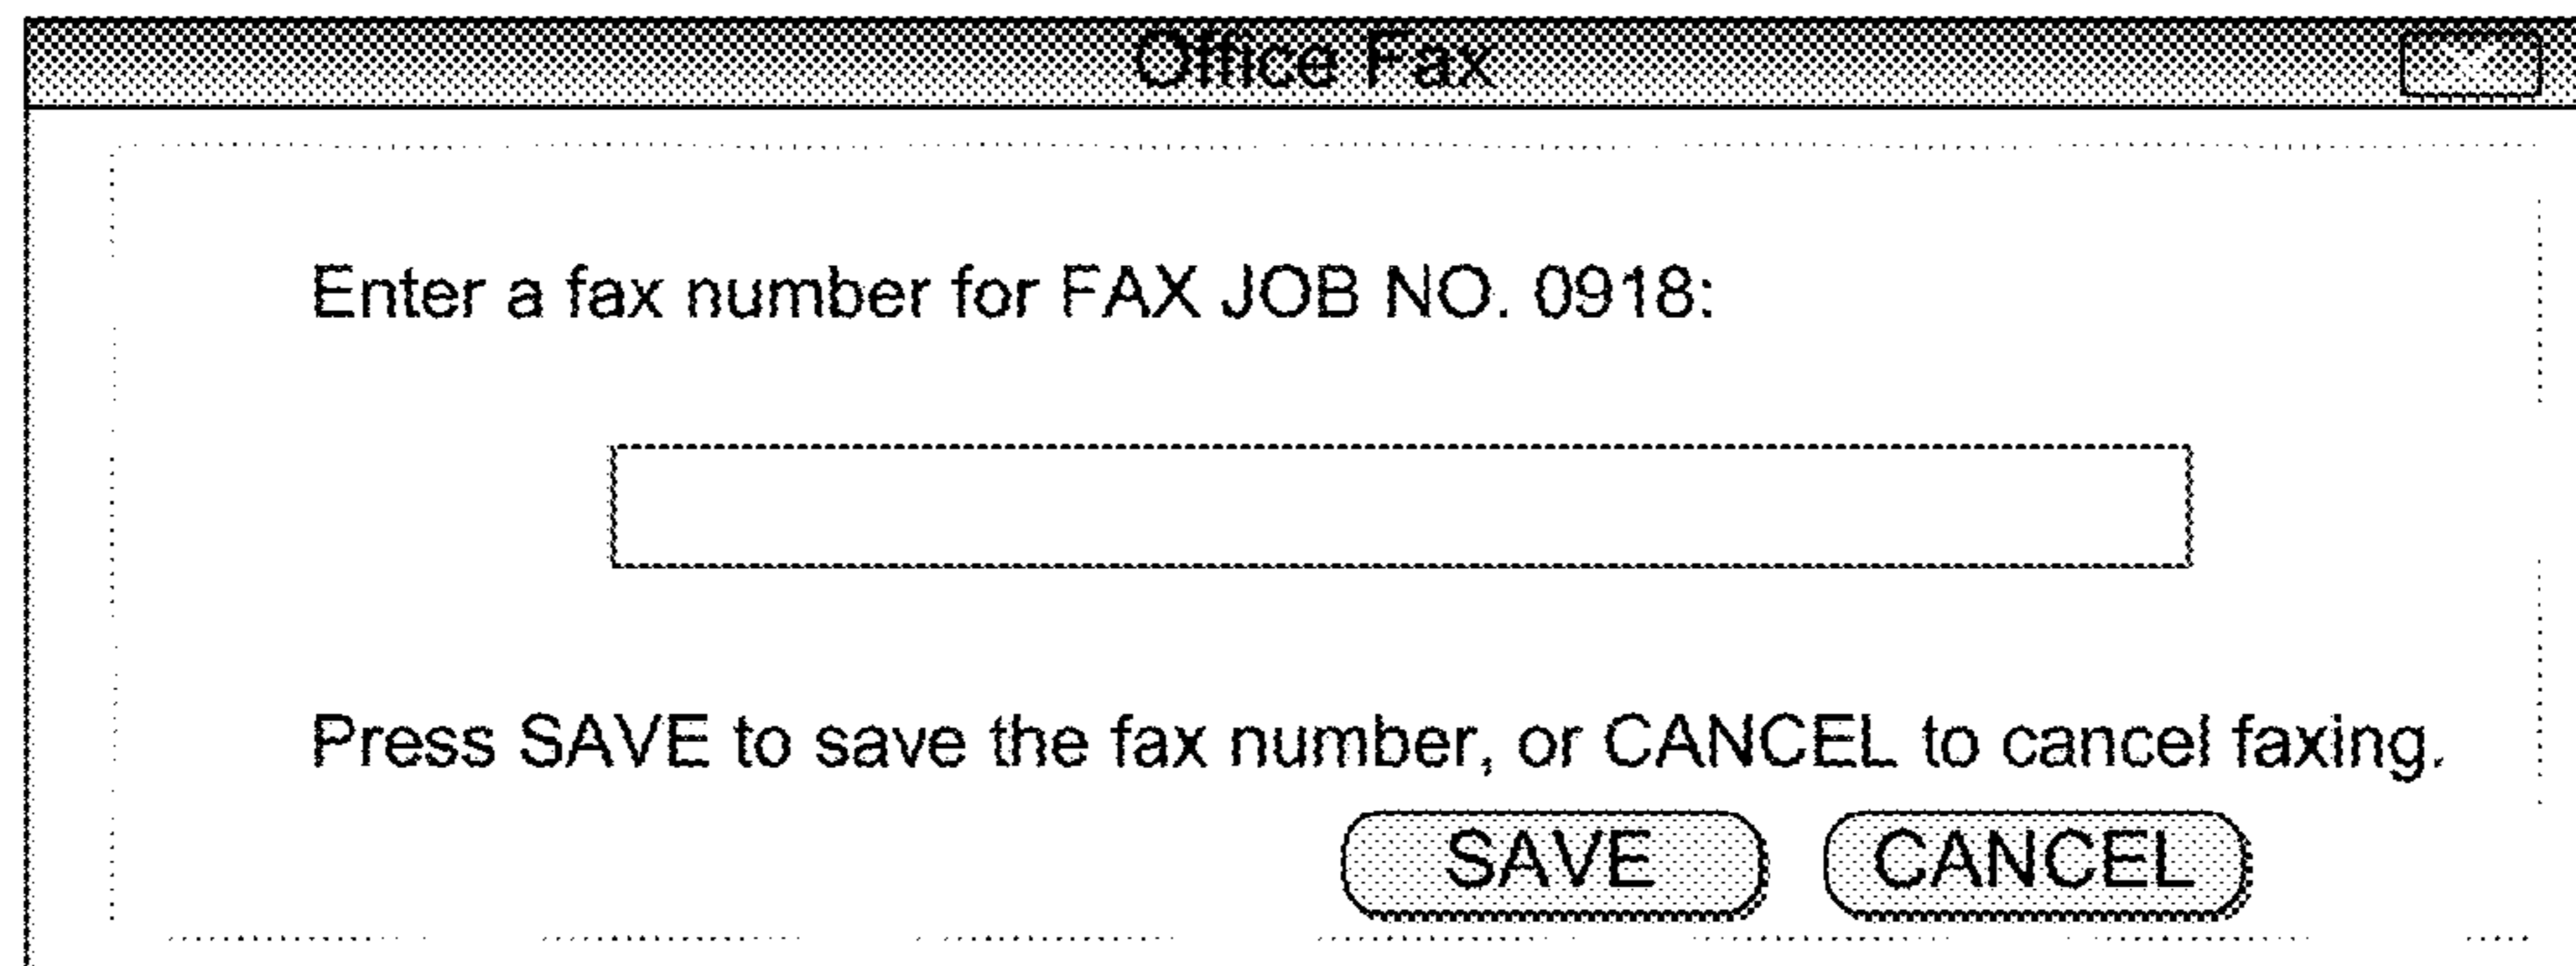 Office Fax
Enter a fax number for FAX JOB NO. 0918:
Press SAVE to save the fax number, or CANCEL to cancel faxing.
SAVE CANCEL